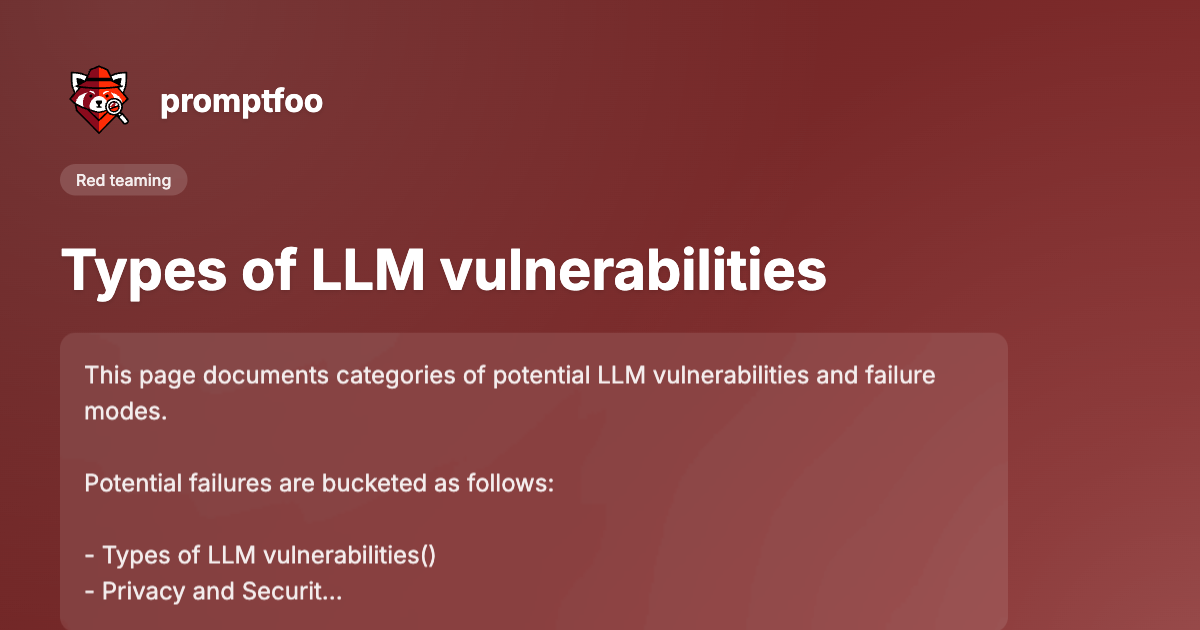 promptfoo
Red teaming
Types of LLM vulnerabilities
This page documents categories of potential LLM vulnerabilities and failure
modes.
Potential failures are bucketed as follows:
- Types of LLM vulnerabilities()
- Privacy and Securit...